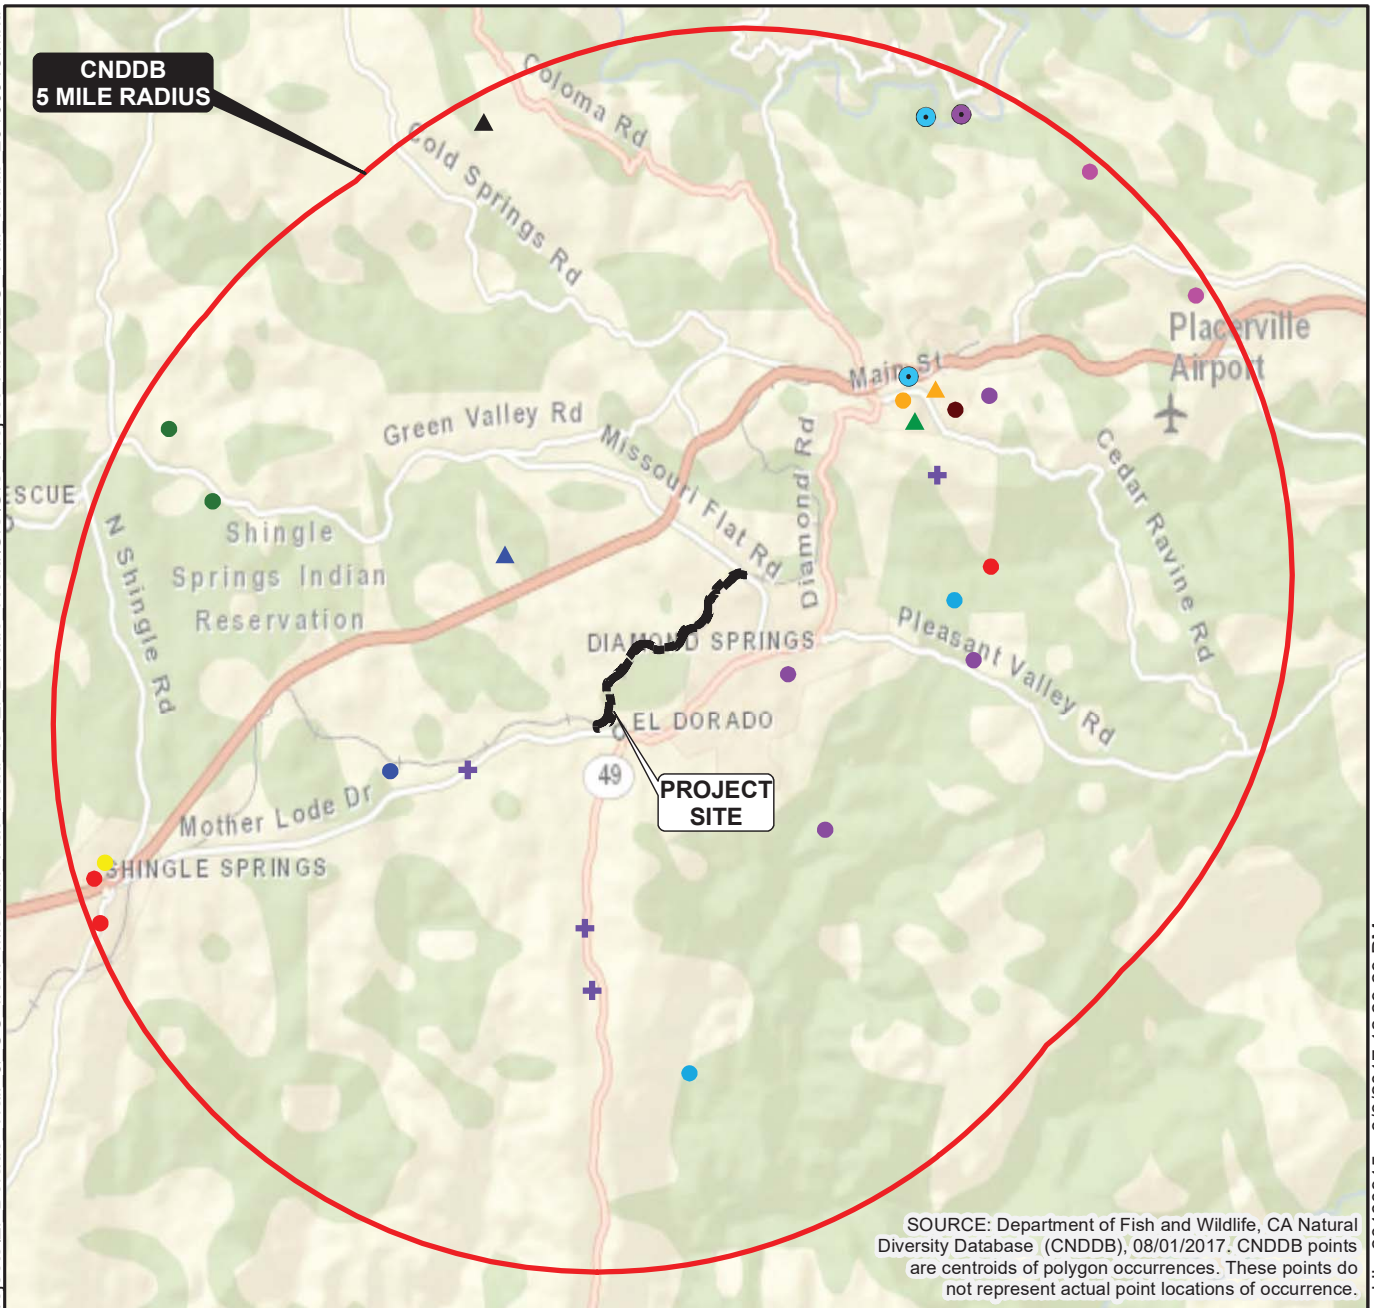 CNDDB
5 MILE RADIUS
Coloma Rd
Cold Springs Rd
Placerville
Airport
Main St
Green Valley Rd
Missouri Flat Rd
Diamond Rd
Cedar Ravine Rd
ESCUE
N Shingle Rd
Shingle
Springs Indian
Reservation
DIAMOND SPRINGS
Pleasant Valley Rd
EL DORADO
49
PROJECT
SITE
Mother Lode Dr
SHINGLE SPRINGS
SOURCE: Department of Fish and Wildlife, CA Natural
Diversity Database (CNDDB), 08/01/2017. CNDDB points
are centroids of polygon occurrences. These points do
not represent actual point locations of occurrence.